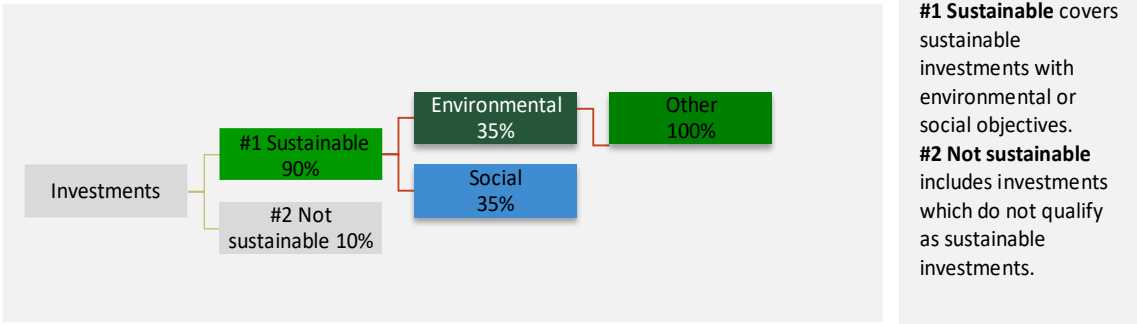 Investments
#1 Sustainable
90%
#2 Not
sustainable 10%
Environmental
35%
Social
35%
Other
100%
#1 Sustainable covers
sustainable
investments with
environmental or
social objectives.
#2 Not sustainable
includes investments
which do not qualify
as sustainable
investments.